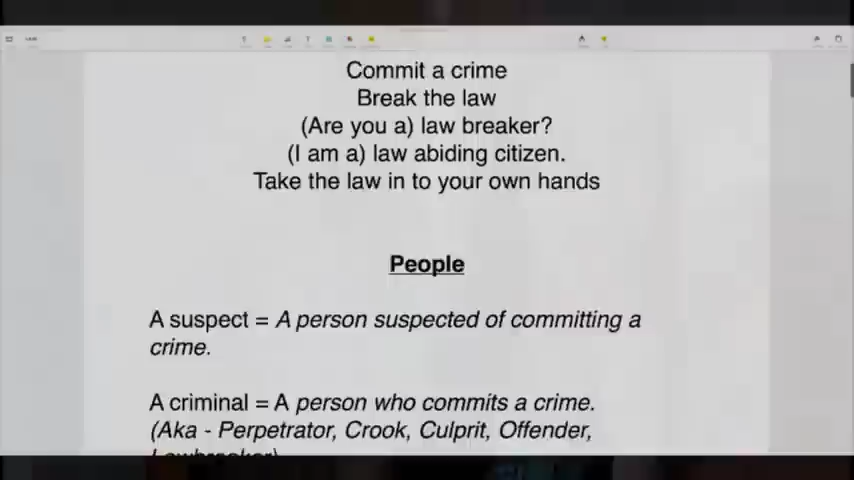 Commit a crime
Break the law
(Are you a) law breaker?
(I am a) law abiding citizen.
Take the law in to your own hands
People
A suspect = A person suspected of committing a
crime.
A criminal = A person who commits a crime.
(Aka - Perpetrator, Crook, Culprit, Offender,
Lawbreaker)